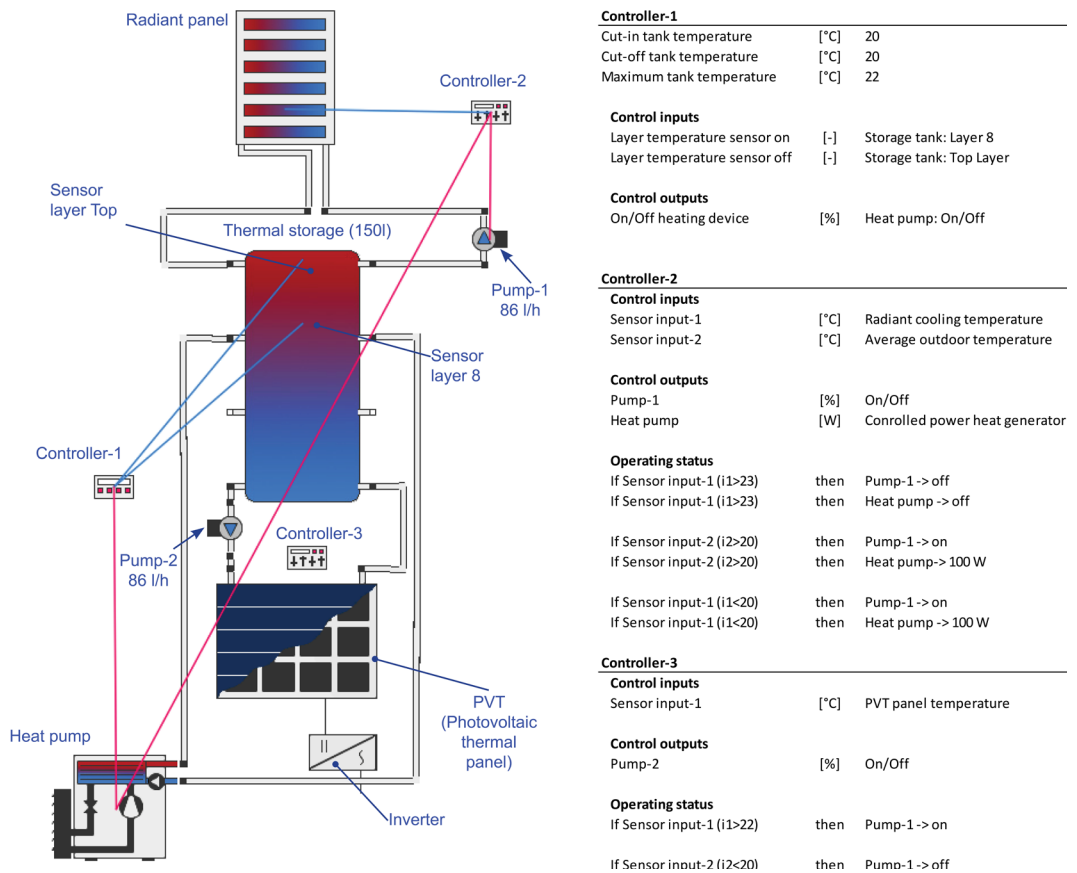 Radiant panel
Controller-2
Sensor
layer Top
Thermal storage (150l)
Pump-1
86 l/h
Sensor
layer 8
Controller-1
Controller-3
Pump-2
86 l/h
PVT
(Photovoltaic
thermal
panel)
Heat pump
Inverter
Controller-1
Cut-in tank temperature [°C] 20
Cut-off tank temperature [°C] 20
Maximum tank temperature [°C] 22
Control inputs
Layer temperature sensor on [-] Storage tank: Layer 8
Layer temperature sensor off [-] Storage tank: Top Layer
Control outputs
On/Off heating device [%] Heat pump: On/Off
Controller-2
Control inputs
Sensor input-1 [°C] Radiant cooling temperature
Sensor input-2 [°C] Average outdoor temperature
Control outputs
Pump-1 [%] On/Off
Heat pump [W] Conrolled power heat generator
Operating status
If Sensor input-1 (i1>23) then Pump-1 -> off
If Sensor input-1 (i1>23) then Heat pump -> off
If Sensor input-2 (i2>20) then Pump-1 -> on
If Sensor input-2 (i2>20) then Heat pump-> 100 W
If Sensor input-1 (i1<20) then Pump-1 -> on
If Sensor input-1 (i1<20) then Heat pump -> 100 W
Controller-3
Control inputs
Sensor input-1 [°C] PVT panel temperature
Control outputs
Pump-2 [%] On/Off
Operating status
If Sensor input-1 (i1>22) then Pump-1 -> on
If Sensor input-2 (i2<20) then Pump-1 -> off